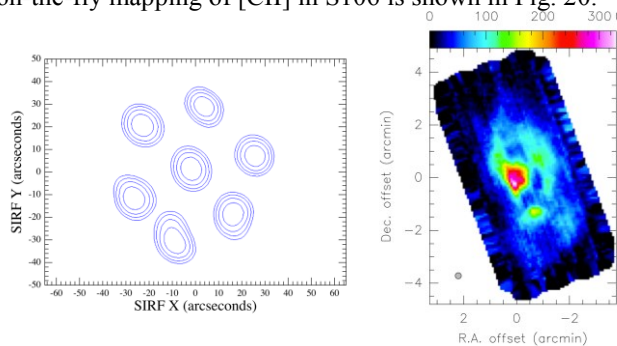 on the fly mapping of [CII] in S106 is shown in Fig. 20.
0 100 200 300
50
40
30
20
10
0
-10
-20
-30
-40
-50
SIRF Y (arcseconds)
-60 -50 -40 -30 -20 -10 0 10 20 30 40 50 60
SIRF X (arcseconds)
4
2
0
−2
−4
Dec. offset (arcmin)
2 0 −2
R.A. offset (arcmin)